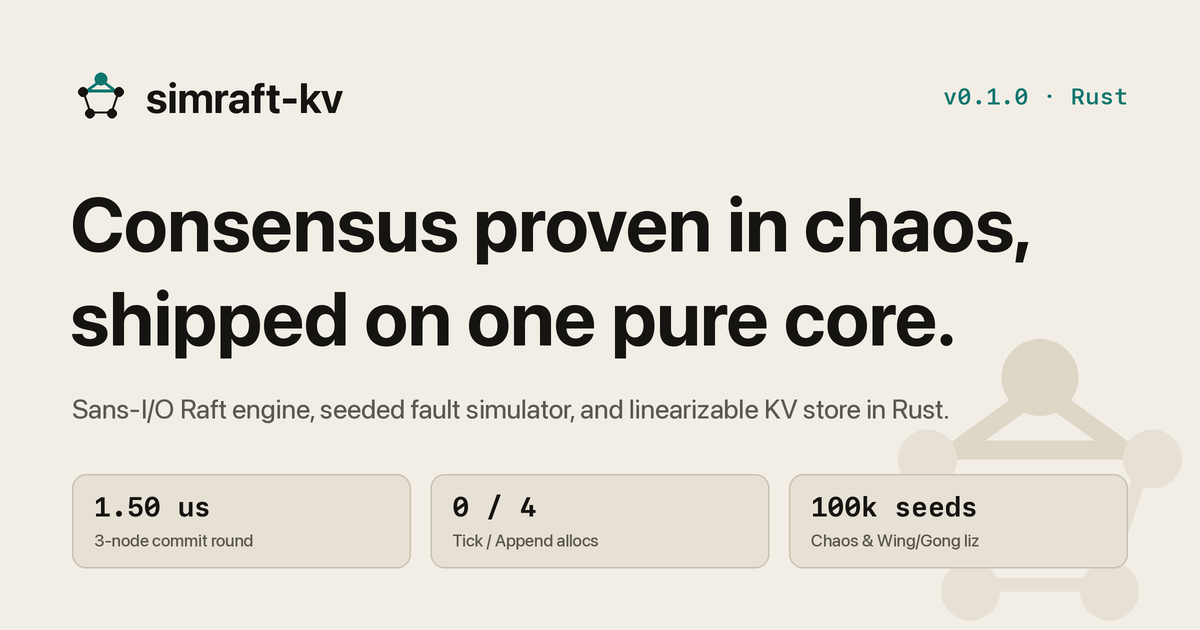 simraft-kv
v0.1.0 · Rust
Consensus proven in chaos,
shipped on one pure core.
Sans-I/O Raft engine, seeded fault simulator, and linearizable KV store in Rust.
1.50 us
3-node commit round
0 / 4
Tick / Append allocs
100k seeds
Chaos & Wing/Gong liz